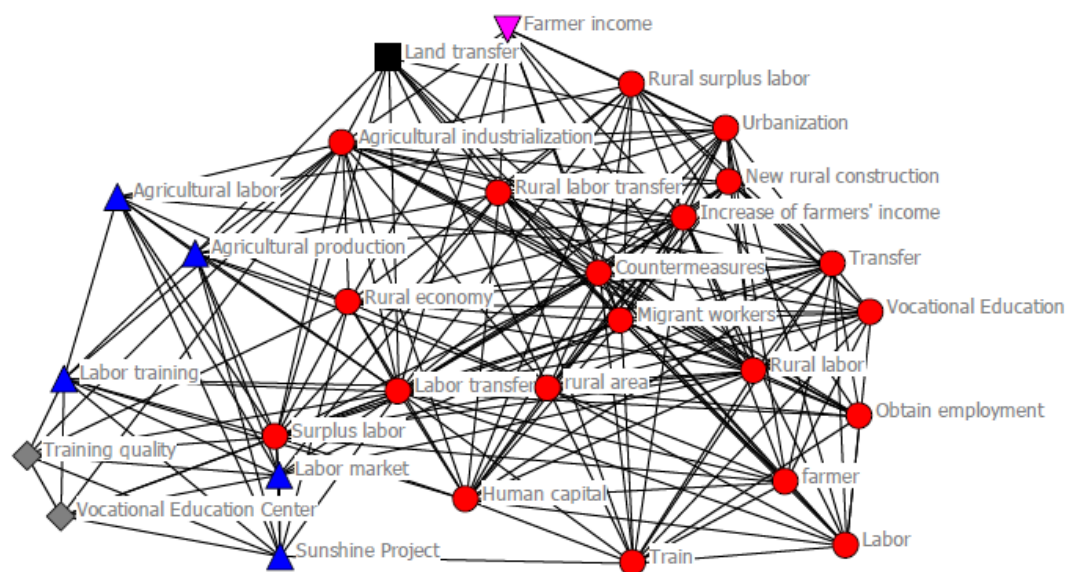 Farmer income
Land transfer
Rural surplus labor
Urbanization
Agricultural industrialization
New rural construction
Agricultural labor
Rural labor transfer
Increase of farmers' income
Agricultural production
Transfer
Countermeasures
Rural economy
Vocational Education
Migrant workers
Rural labor
Labor training
Labor transfer
rural area
Obtain employment
Surplus labor
Training quality
Labor market
farmer
Human capital
Vocational Education Center
Labor
Sunshine Project
Train